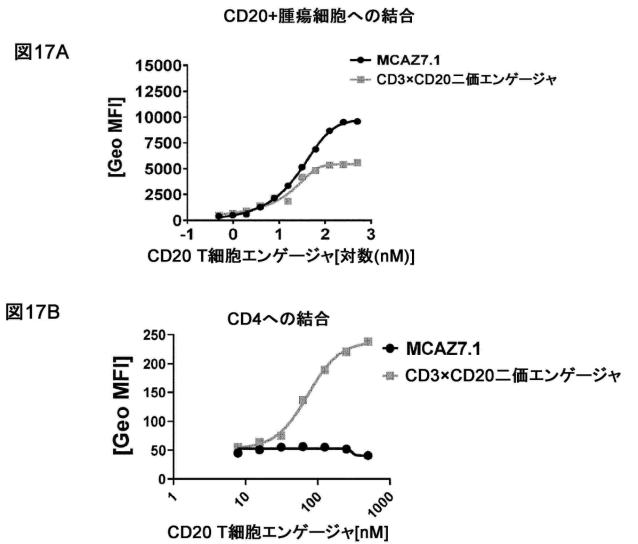 CD20+腫瘍細胞への結合
図17A
MCAZ7.1
CD3×CD20二価エンゲージャ
[Geo MFI]
15000
12500
10000
7500
5000
2500
0
-1 0 1 2 3
CD20 T細胞エンゲージャ[対数(nM)]
図17B
CD4への結合
MCAZ7.1
CD3×CD20二価エンゲージャ
[Geo MFI]
250
200
150
100
50
0
1 10 100 1000
CD20 T細胞エンゲージャ[nM]